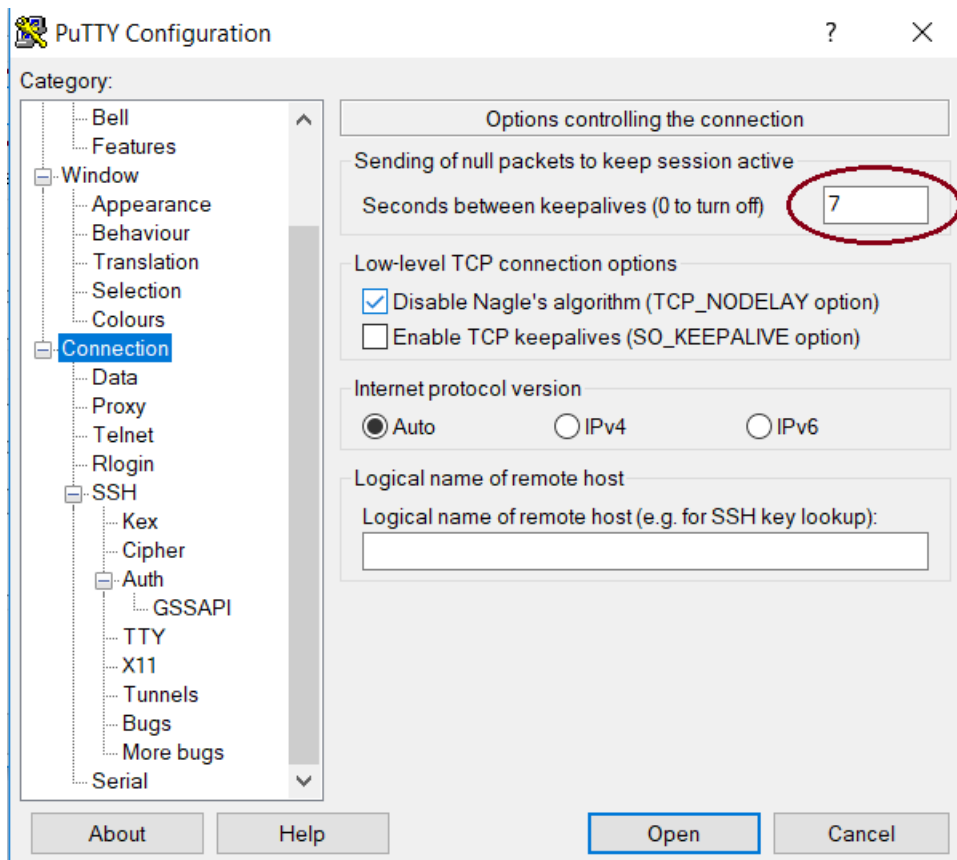 PuTTY Configuration
?
Category:
Bell
Features
Window
Appearance
Behaviour
Translation
Selection
Colours
Connection
Data
Proxy
Telnet
Rlogin
SSH
Kex
Cipher
Auth
GSSAPI
TTY
X11
Tunnels
Bugs
More bugs
Serial
Options controlling the connection
Sending of null packets to keep session active
Seconds between keepalives (0 to turn off) 7
Low-level TCP connection options
Disable Nagle's algorithm (TCP_NODELAY option)
Enable TCP keepalives (SO_KEEPALIVE option)
Internet protocol version
Auto IPv4 IPv6
Logical name of remote host
Logical name of remote host (e.g. for SSH key lookup):
About Help Open Cancel